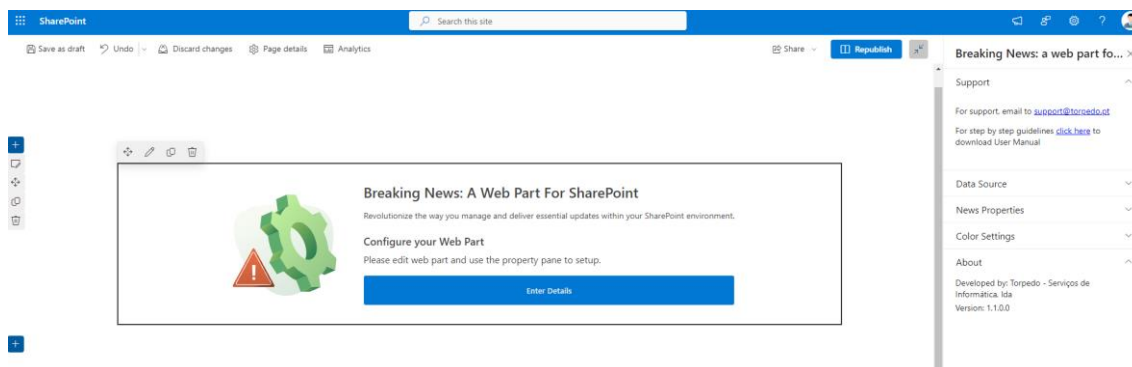 SharePoint
Search this site
Save as draft
Undo
Discard changes
Page details
Analytics
Share
Republish
Breaking News: a web part fo...
Support
For support, email to support@torpedo.pt
For step by step guidelines click here to
download User Manual
Data Source
News Properties
Color Settings
About
Developed by: Torpedo - Serviços de
Informática, lda
Version: 1.1.0.0
Breaking News: A Web Part For SharePoint
Revolutionize the way you manage and deliver essential updates within your SharePoint environment.
Configure your Web Part
Please edit web part and use the property pane to setup.
Enter Details